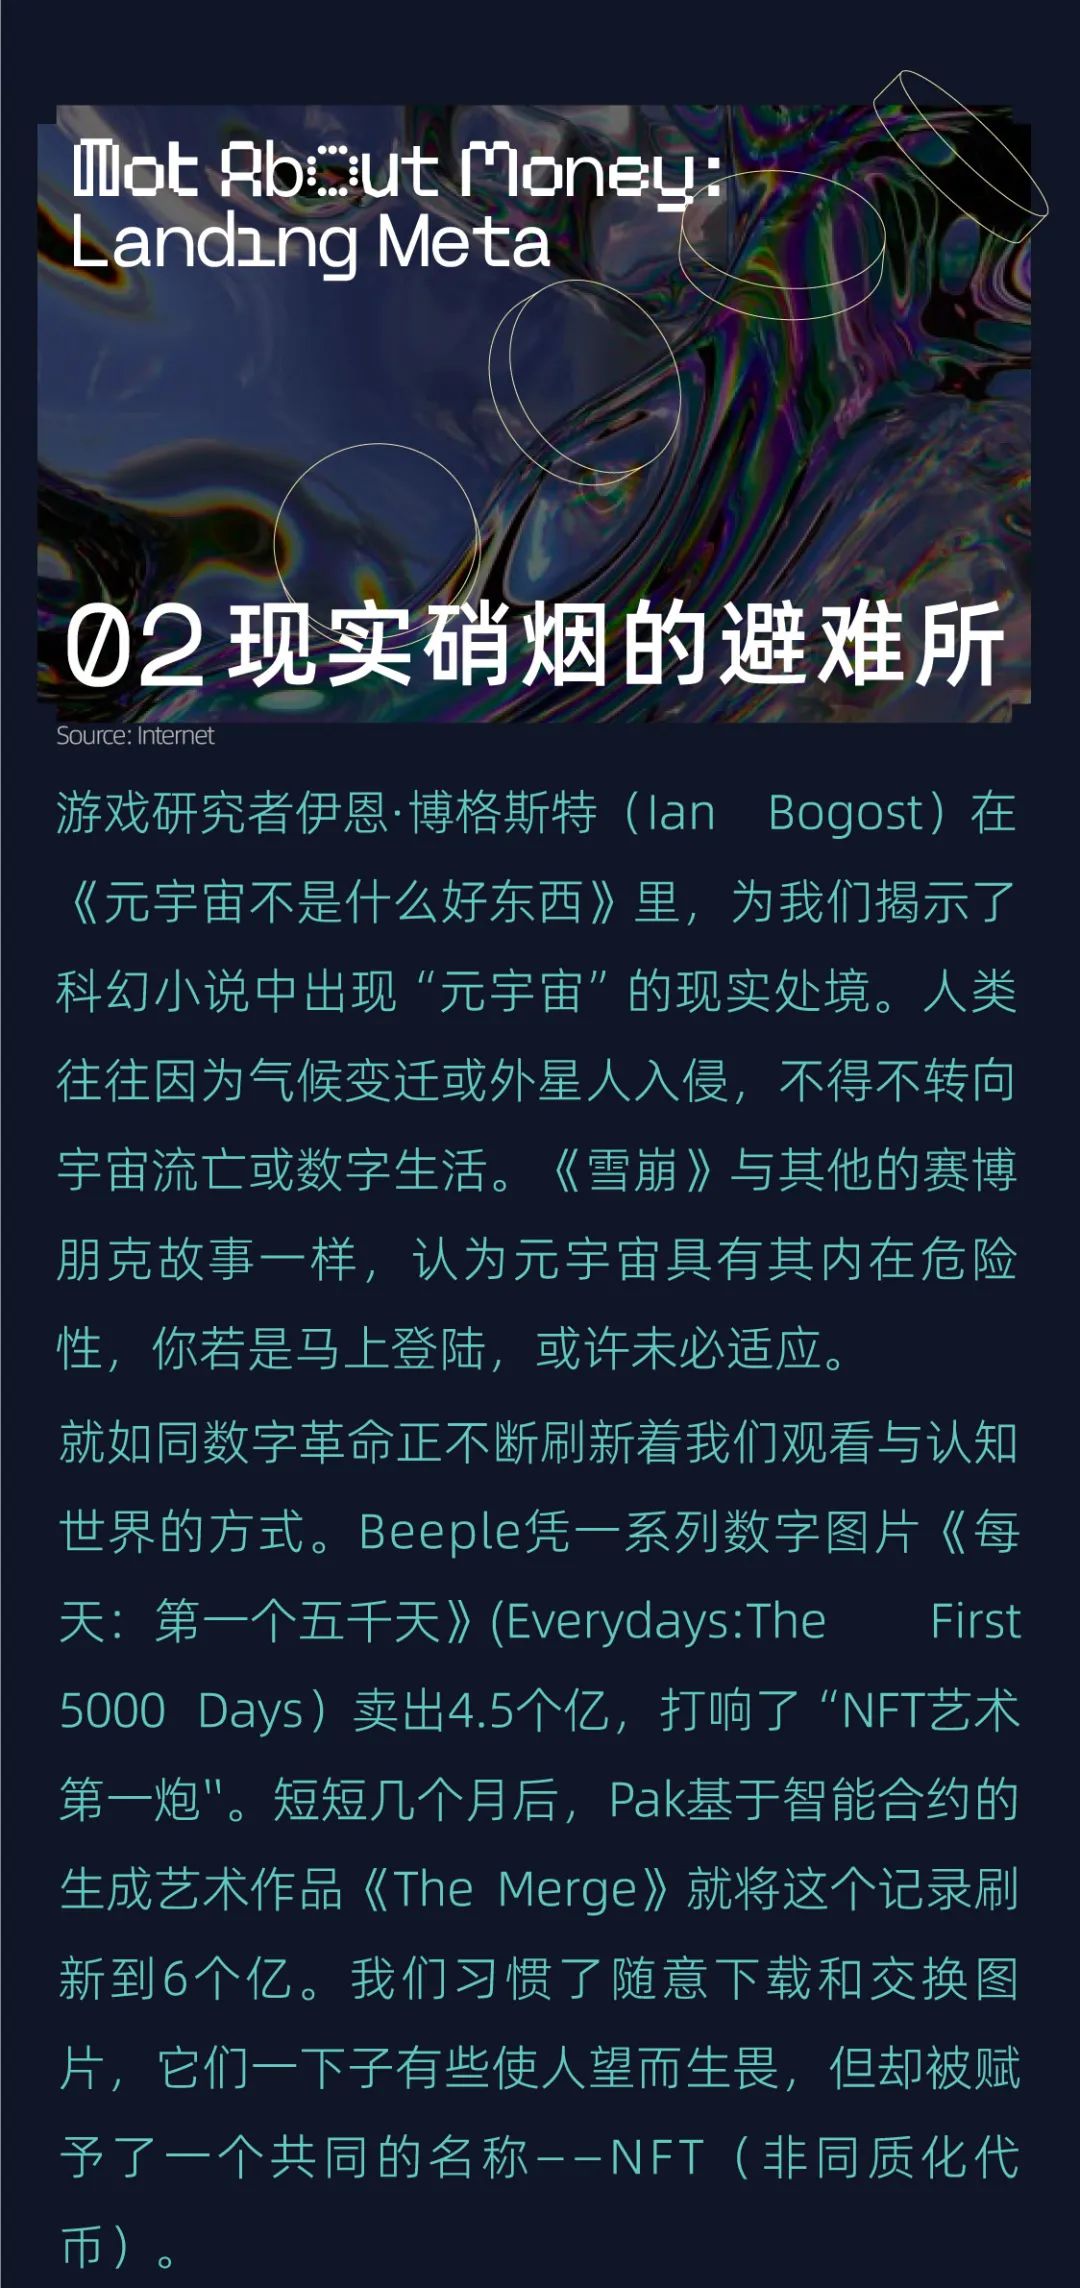 Not About Money:
Landing Meta
02 现实硝烟的避难所
Source: Internet
游戏研究者伊恩·博格斯特（Ian Bogost）在
《元宇宙不是什么好东西》里，为我们揭示了
科幻小说中出现“元宇宙”的现实处境。人类
往往因为气候变迁或外星人入侵，不得不转向
宇宙流亡或数字生活。《雪崩》与其他的赛博
朋克故事一样，认为元宇宙具有其内在危险
性，你若是马上登陆，或许未必适应。
就如同数字革命正不断刷新着我们观看与认知
世界的方式。Beeple凭一系列数字图片《每
天：第一个五千天》(Everydays:The First
5000 Days）卖出4.5个亿，打响了“NFT艺术
第一炮"。短短几个月后，Pak基于智能合约的
生成艺术作品《The Merge》就将这个记录刷
新到6个亿。我们习惯了随意下载和交换图
片，它们一下子有些使人望而生畏，但却被赋
予了一个共同的名称——NFT（非同质化代
币）。